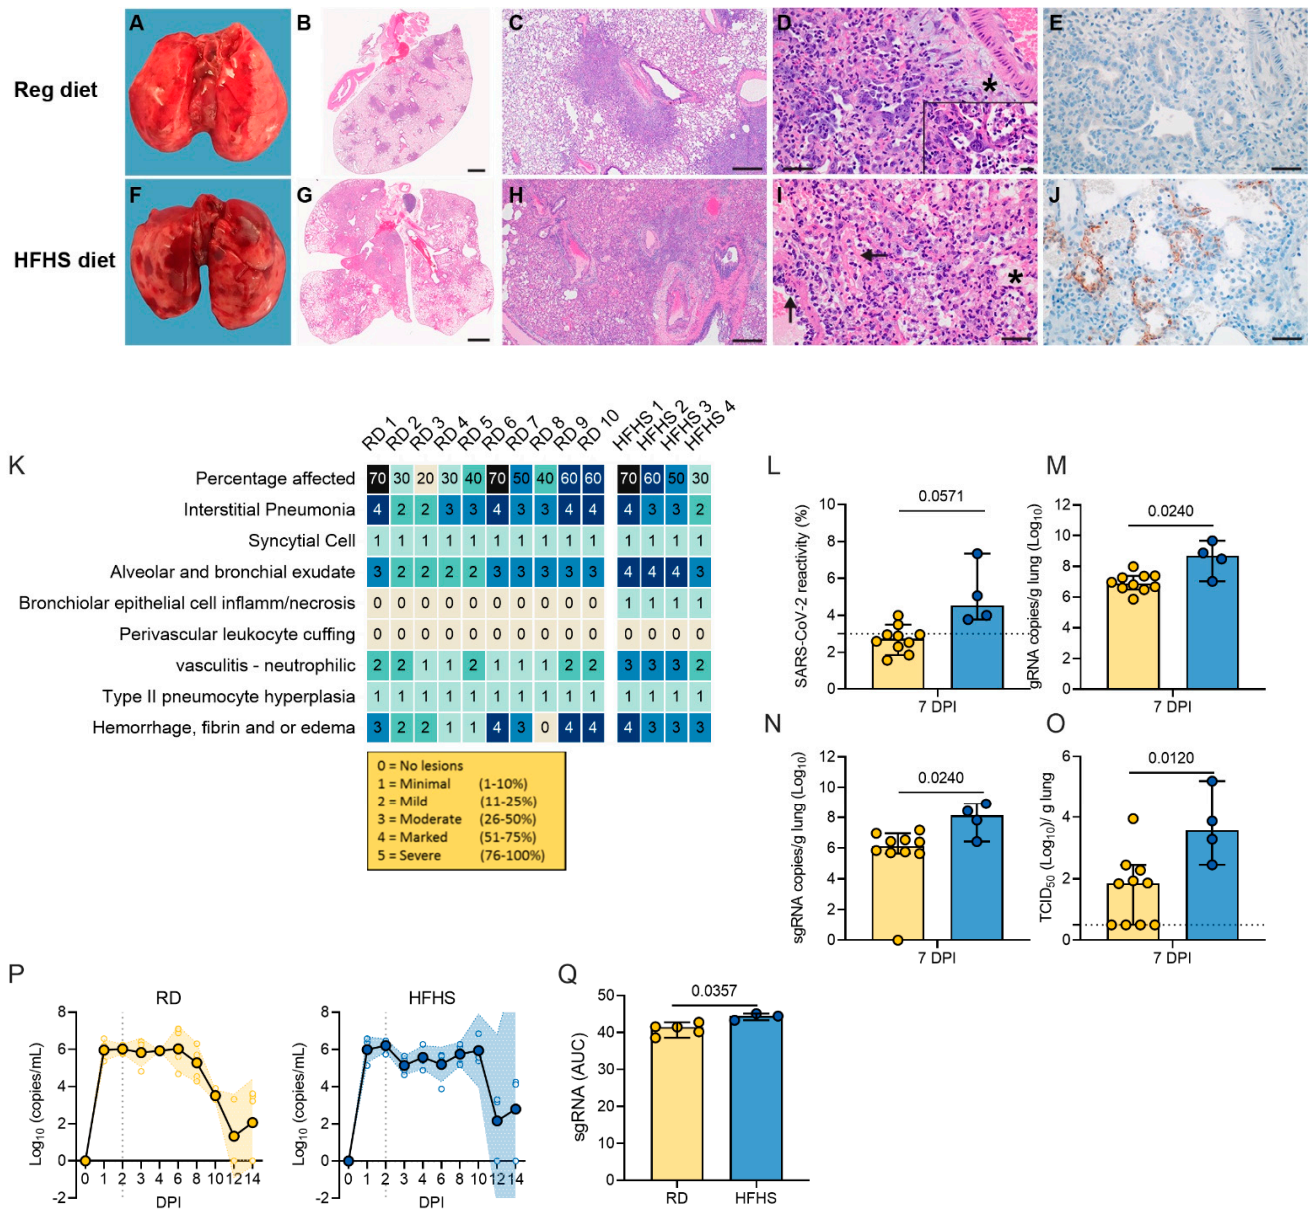 A B C D E
Reg diet
*
F G H I J
HFHS diet
*
K
RD 1 RD 2 RD 3 RD 4 RD 5 RD 6 RD 7 RD 8 RD 9 RD 10 HFHS 1 HFHS 2 HFHS 3 HFHS 4
Percentage affected 70 30 20 30 40 70 50 40 60 60 70 60 50 30
Interstitial Pneumonia 4 2 2 3 3 4 3 3 4 4 4 3 3 2
Syncytial Cell 1 1 1 1 1 1 1 1 1 1 1 1 1 1
Alveolar and bronchial exudate 3 2 2 2 2 3 3 3 3 3 4 4 4 3
Bronchiolar epithelial cell inflamm/necrosis 0 0 0 0 0 0 0 0 0 0 1 1 1 1
Perivascular leukocyte cuffing 0 0 0 0 0 0 0 0 0 0 0 0 0 0
vasculitis - neutrophilic 2 2 1 1 2 1 1 1 2 2 3 3 3 2
Type II pneumocyte hyperplasia 1 1 1 1 1 1 1 1 1 1 1 1 1 1
Hemorrhage, fibrin and or edema 3 2 2 1 1 4 3 0 4 4 4 3 3 3
0 = No lesions
1 = Minimal (1-10%)
2 = Mild (11-25%)
3 = Moderate (26-50%)
4 = Marked (51-75%)
5 = Severe (76-100%)
L
SARS-CoV-2 reactivity (%)
10
8
6
4
2
0
0.0571
7 DPI
M
gRNA copies/g lung (Log10)
12
10
8
6
4
2
0
0.0240
7 DPI
N
sgRNA copies/g lung (Log10)
12
10
8
6
4
2
0
0.0240
7 DPI
O
TCID50 (Log10)/ g lung
6
4
2
0
0.0120
7 DPI
P
RD
Log10 (copies/mL)
8
6
4
2
0
-2
0 1 2 3 4 6 8 10 12 14
DPI
HFHS
Log10 (copies/mL)
8
6
4
2
0
-2
0 1 2 3 4 6 8 10 12 14
DPI
Q
sgRNA (AUC)
50
40
30
20
10
0
0.0357
RD HFHS